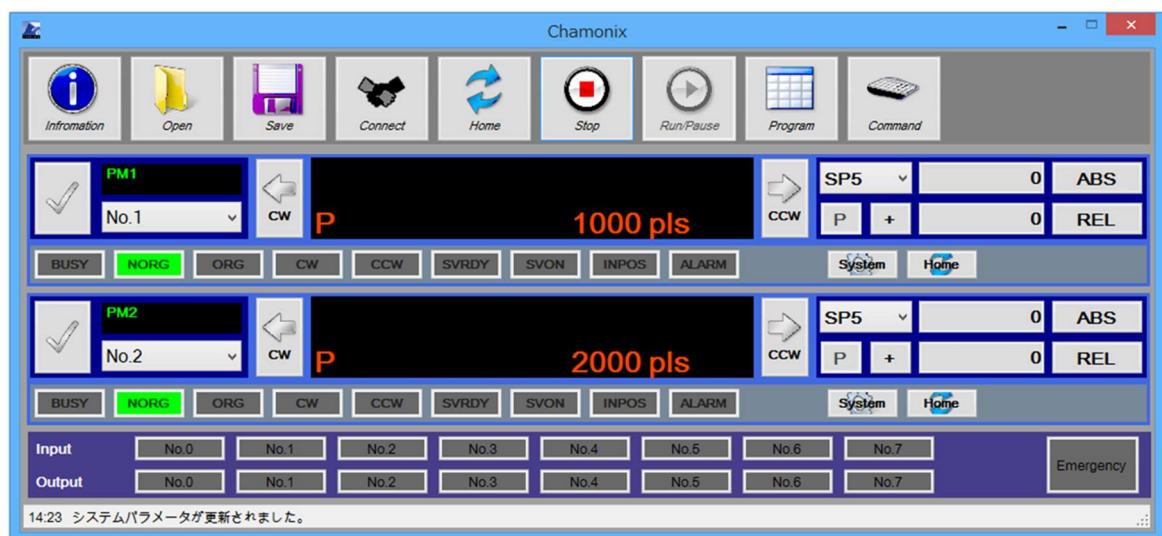 Chamonix
Infromation Open Save Connect Home Stop Run/Pause Program Command
PM1
No.1
CW
P 1000 pls
CCW
SP5 0 ABS
P + 0 REL
BUSY NORG ORG CW CCW SVRDY SVON INPOS ALARM System Home
PM2
No.2
CW
P 2000 pls
CCW
SP5 0 ABS
P + 0 REL
BUSY NORG ORG CW CCW SVRDY SVON INPOS ALARM System Home
Input No.0 No.1 No.2 No.3 No.4 No.5 No.6 No.7
Output No.0 No.1 No.2 No.3 No.4 No.5 No.6 No.7
Emergency
14:23 システムパラメータが更新されました。